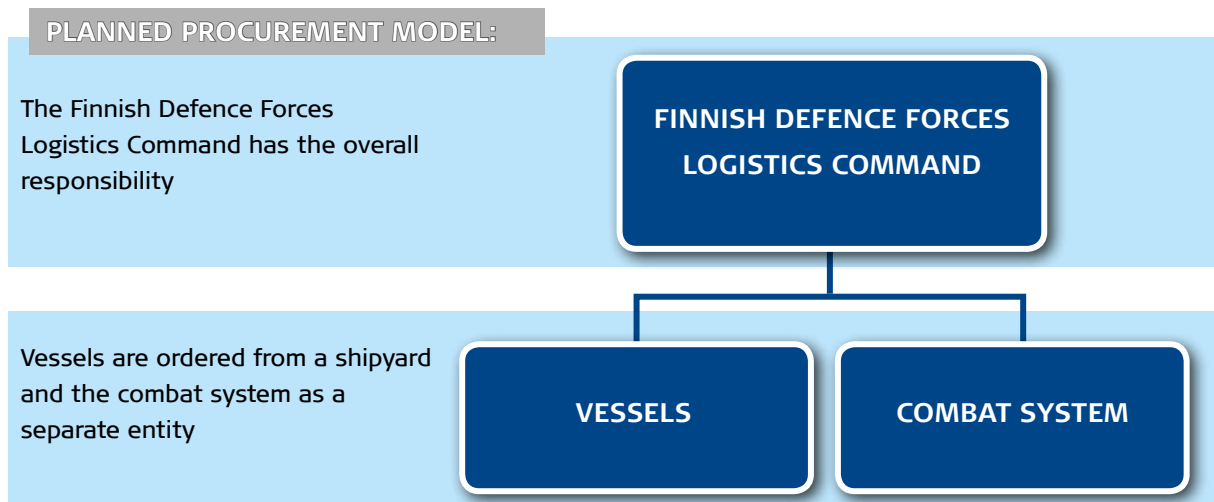 PLANNED PROCUREMENT MODEL:
The Finnish Defence Forces
Logistics Command has the overall
responsibility
FINNISH DEFENCE FORCES
LOGISTICS COMMAND
Vessels are ordered from a shipyard
and the combat system as a
separate entity
VESSELS
COMBAT SYSTEM